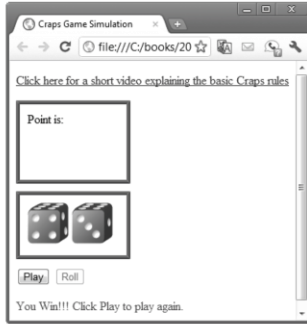 Craps Game Simulation
file:///C:/books/20
Click here for a short video explaining the basic Craps rules
Point is:
Play Roll
You Win!!! Click Play to play again.